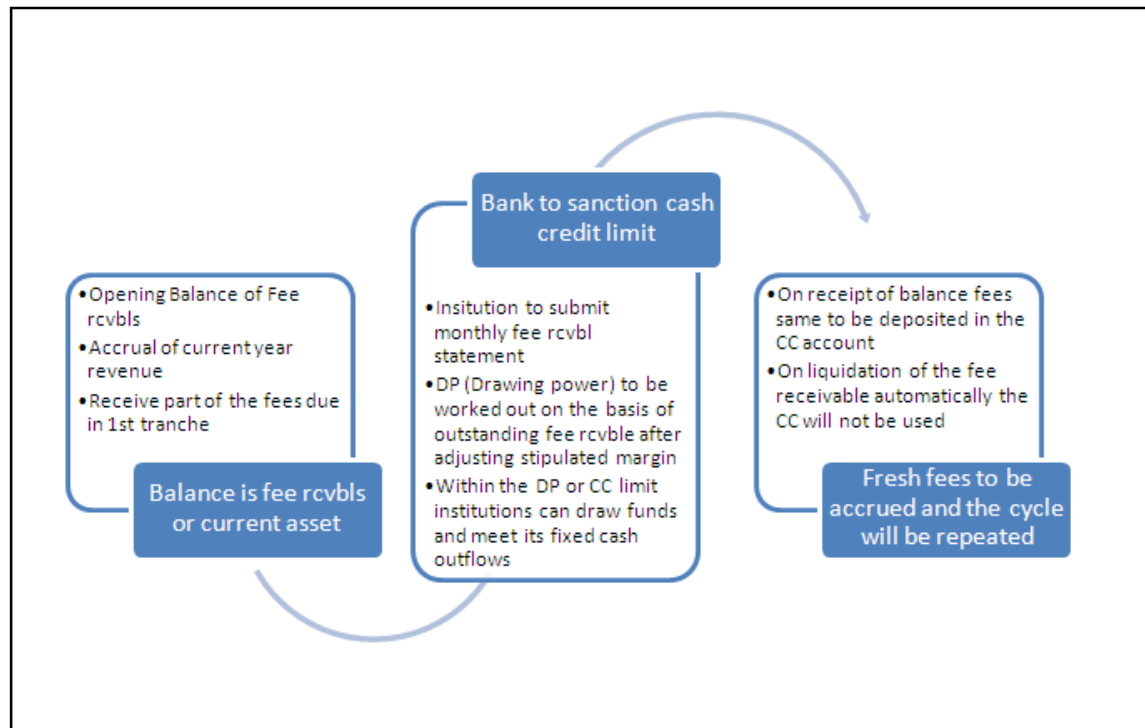 •Opening Balance of Fee
rcvbls
•Accrual of current year
revenue
•Receive part of the fees due
in 1st tranche
Balance is fee rcvbls
or current asset
Bank to sanction cash
credit limit
•Insitution to submit
monthly fee rcvbl
statement
•DP (Drawing power) to be
worked out on the basis of
outstanding fee rcvble after
adjusting stipulated margin
•Within the DP or CC limit
institutions can draw funds
and meet its fixed cash
outflows
•On receipt of balance fees
same to be deposited in the
CC account
•On liquidation of the fee
receivable automatically the
CC will not be used
Fresh fees to be
accrued and the cycle
will be repeated